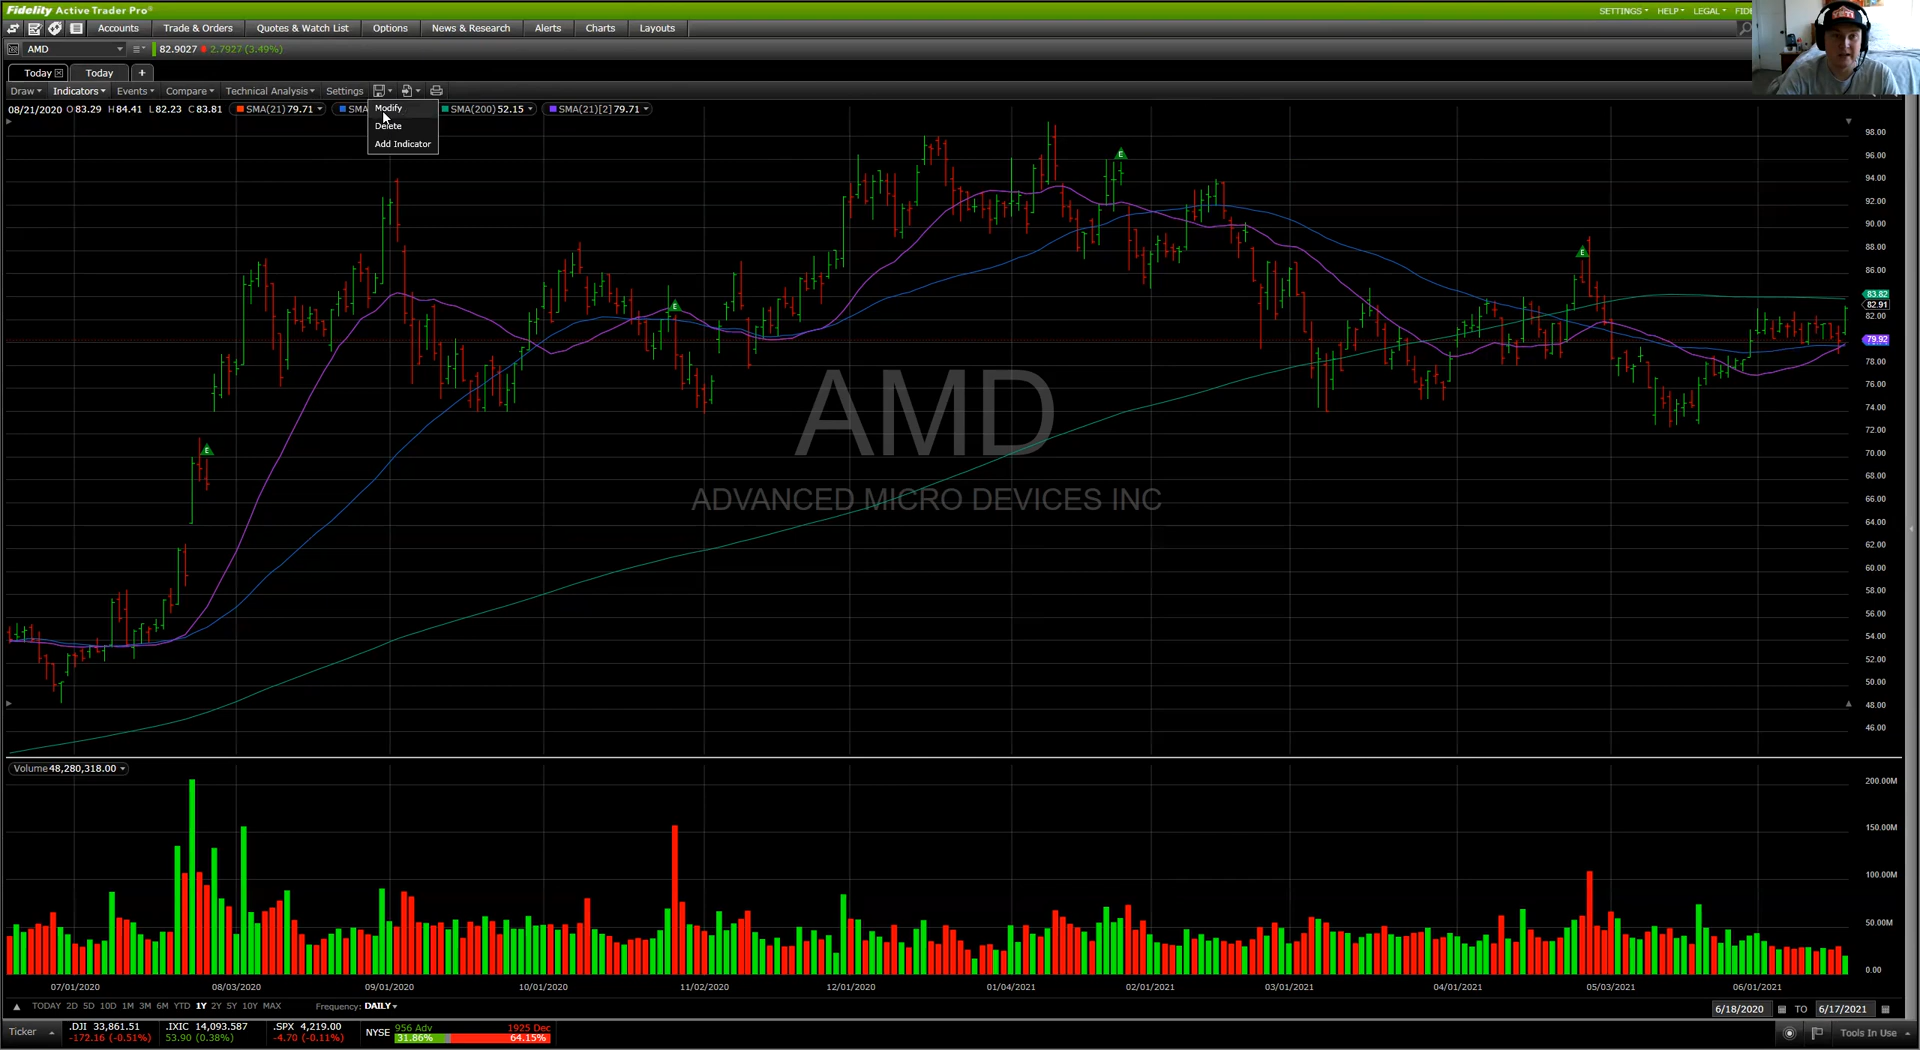 Fidelity Active Trader Pro®
SETTINGS HELP LEGAL FIDE
Accounts Trade & Orders Quotes & Watch List Options News & Research Alerts Charts Layouts
AMD 82.9027 2.7927 (3.49%)
Today Today +
Draw Indicators Events Compare Technical Analysis Settings
08/21/2020 O 83.29 H 84.41 L 82.23 C 83.81 SMA(21) 79.71 SMA SMA(200) 52.15 SMA(21)[2] 79.71
Modify
Delete
Add Indicator
98.00
96.00
94.00
92.00
90.00
88.00
86.00
83.82
82.91
82.00
79.92
78.00
76.00
74.00
72.00
70.00
68.00
66.00
64.00
62.00
60.00
58.00
56.00
54.00
52.00
50.00
48.00
46.00
E
E
E
E
AMD
ADVANCED MICRO DEVICES INC
Volume 48,280,318.00
200.00M
150.00M
100.00M
50.00M
0.00
07/01/2020 08/03/2020 09/01/2020 10/01/2020 11/02/2020 12/01/2020 01/04/2021 02/01/2021 03/01/2021 04/01/2021 05/03/2021 06/01/2021
TODAY 2D 5D 10D 1M 3M 6M YTD 1Y 2Y 5Y 10Y MAX Frequency: DAILY
6/18/2020 TO 6/17/2021
Ticker .DJI 33,861.51 .IXIC 14,093.587 .SPX 4,219.00 NYSE 956 Adv 1925 Dec
-172.16 (-0.51%) 53.90 (0.38%) -4.70 (-0.11%) 31.86% 64.15%
Tools In Use